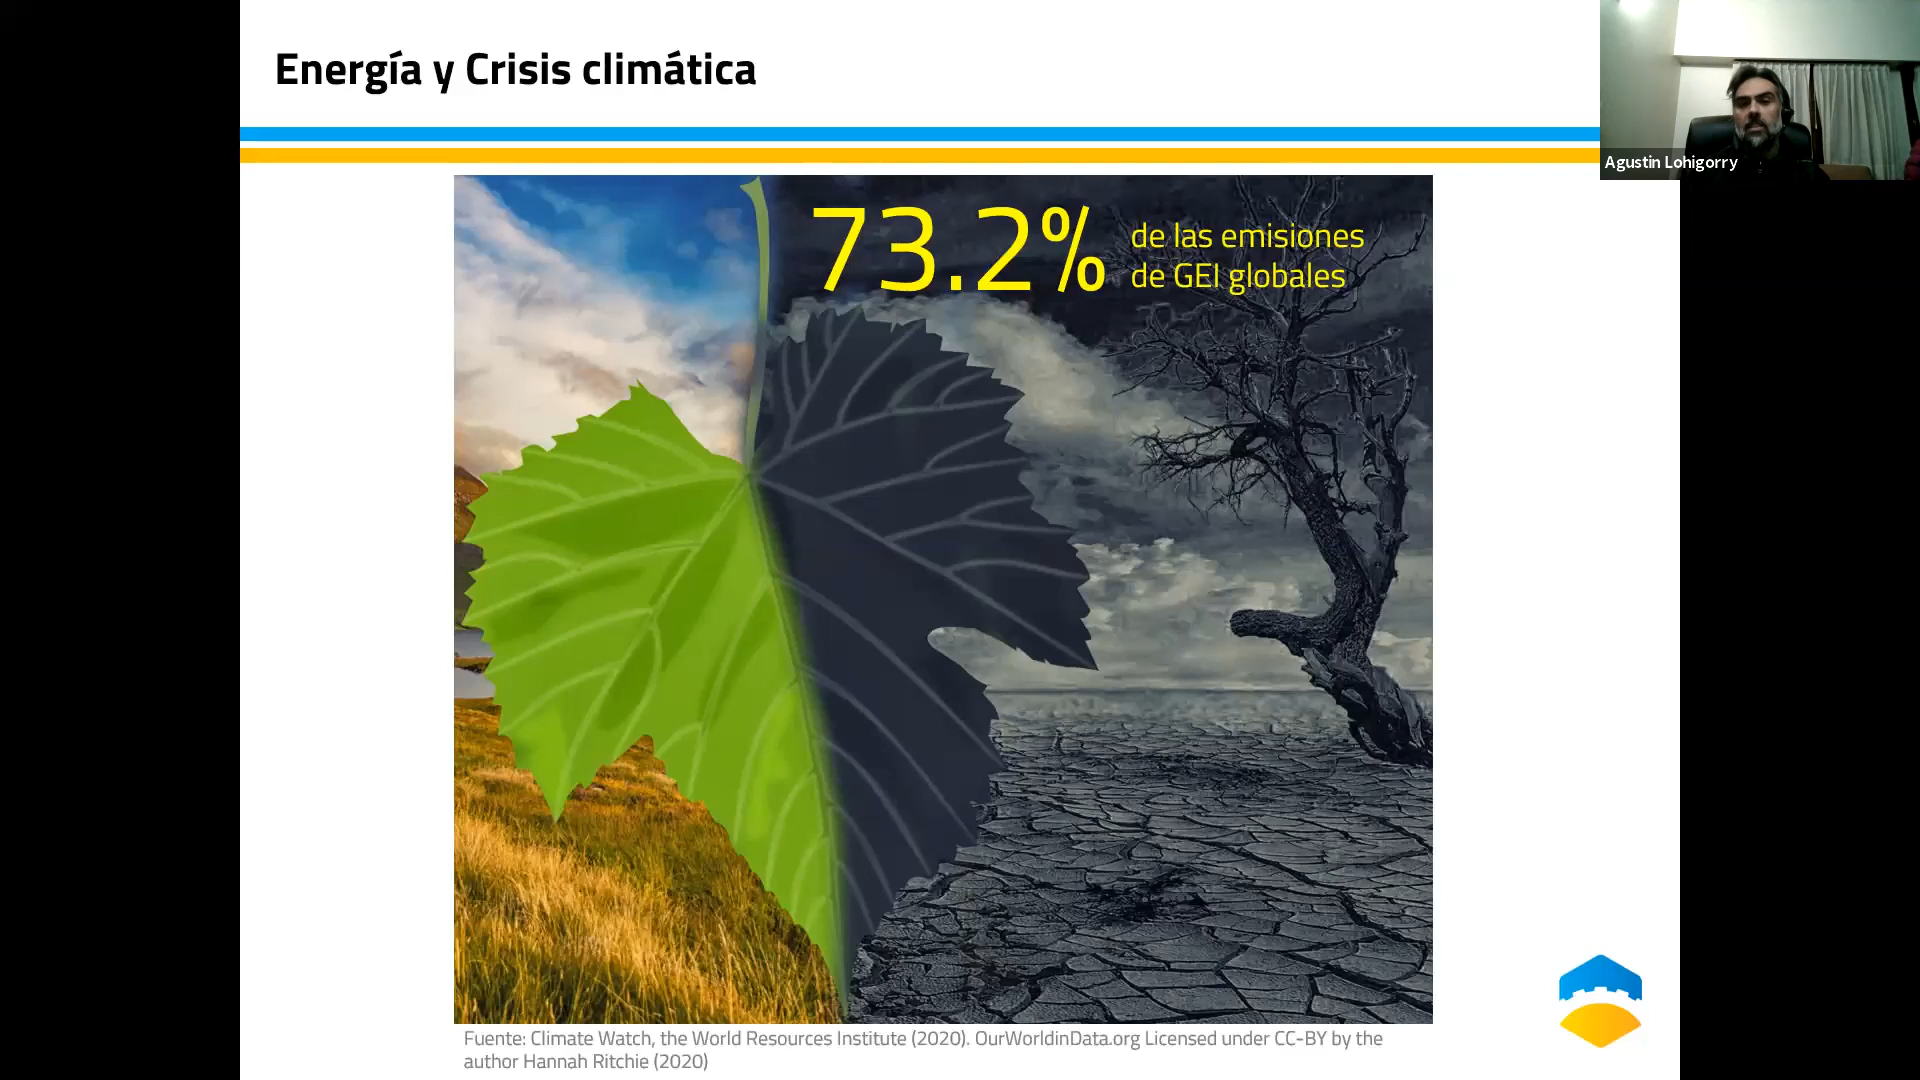 Energía y Crisis climática
Agustin Lohigorry
73.2%
de las emisiones
de GEI globales
Fuente: Climate Watch, the World Resources Institute (2020). OurWorldinData.org Licensed under CC-BY by the
author Hannah Ritchie (2020)